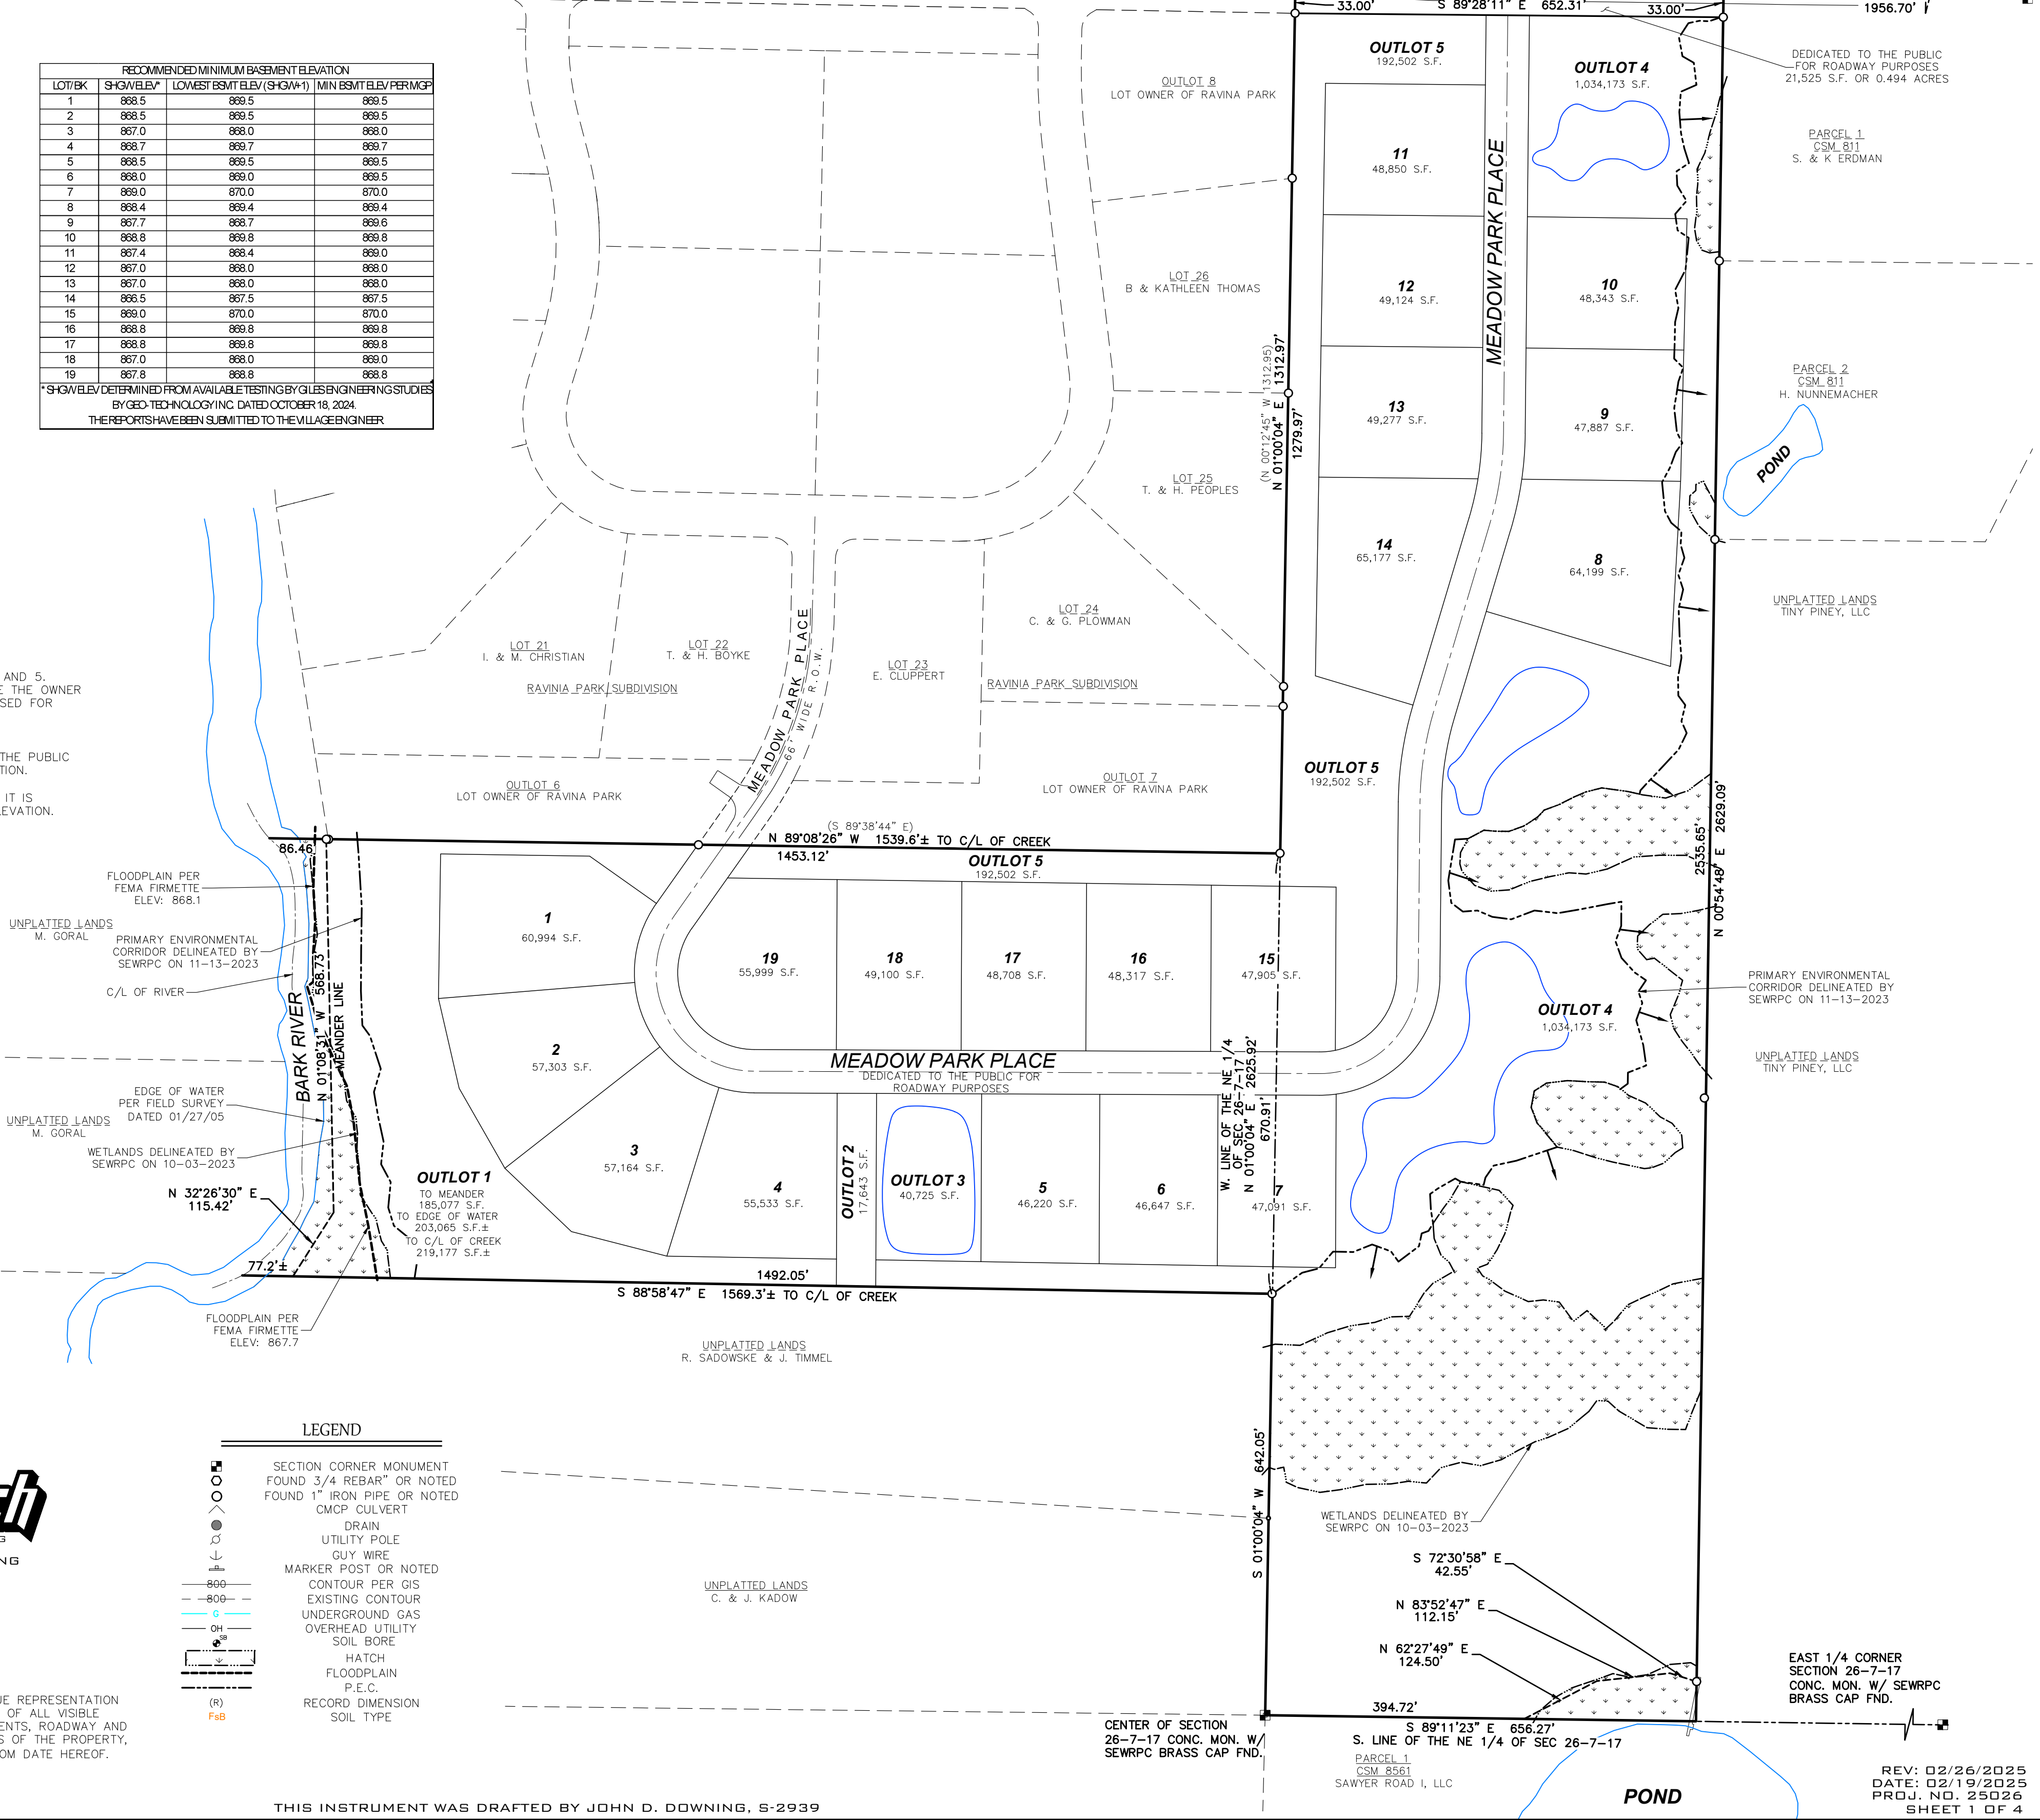 33.00'
S 89°28'11" E 652.31'
33.00'
1956.70'
RECOMMENDED MINIMUM BASEMENT ELEVATION
LOT/BK SHGW ELEV* LOWEST BSMT ELEV (SHGW+1) MIN BSMT ELEV PER MGP
1 868.5 869.5 869.5
2 868.5 869.5 869.5
3 867.0 868.0 868.0
4 868.7 869.7 869.7
5 868.5 869.5 869.5
6 868.0 869.0 869.5
7 869.0 870.0 870.0
8 868.4 869.4 869.4
9 867.7 868.7 869.6
10 868.8 869.8 869.8
11 867.4 868.4 869.0
12 867.0 868.0 868.0
13 867.0 868.0 868.0
14 866.5 867.5 867.5
15 869.0 870.0 870.0
16 868.8 869.8 869.8
17 868.8 869.8 869.8
18 867.0 868.0 869.0
19 867.8 868.8 868.8
* SHGW ELEV DETERMINED FROM AVAILABLE TESTING BY GILES ENGINEERING STUDIES
BY GEO-TECHNOLOGY INC. DATED OCTOBER 18, 2024.
THE REPORTS HAVE BEEN SUBMITTED TO THE VILLAGE ENGINEER
OUTLOT 8
LOT OWNER OF RAVINA PARK
OUTLOT 5
192,502 S.F.
OUTLOT 4
1,034,173 S.F.
DEDICATED TO THE PUBLIC
FOR ROADWAY PURPOSES
21,525 S.F. OR 0.494 ACRES
PARCEL 1
CSM 811
S. & K ERDMAN
11
48,850 S.F.
MEADOW PARK PLACE
LOT 26
B & KATHLEEN THOMAS
12
49,124 S.F.
10
48,343 S.F.
(N 00°12'45" W 1312.95)
N 01°00'04" E 1312.97'
1279.97'
13
49,277 S.F.
9
47,887 S.F.
PARCEL 2
CSM 811
H. NUNNEMACHER
POND
LOT 25
T. & H. PEOPLES
14
65,177 S.F.
8
64,199 S.F.
UNPLATTED LANDS
TINY PINEY, LLC
LOT 24
C. & G. PLOWMAN
LOT 21
I. & M. CHRISTIAN
LOT 22
T. & H. BOYKE
LOT 23
E. CLUPPERT
RAVINIA PARK SUBDIVISION
RAVINIA PARK SUBDIVISION
MEADOW PARK PLACE
66' WIDE R.O.W.
AND 5.
E THE OWNER
SED FOR
THE PUBLIC
TION.
IT IS
LEVATION.
OUTLOT 6
LOT OWNER OF RAVINA PARK
OUTLOT 7
LOT OWNER OF RAVINA PARK
OUTLOT 5
192,502 S.F.
(S 89°38'44" E)
N 89°08'26" W 1539.6'± TO C/L OF CREEK
1453.12'
86.46
OUTLOT 5
192,502 S.F.
2535.65'
N 00°54'48" E 2629.09'
FLOODPLAIN PER
FEMA FIRMETTE
ELEV: 868.1
UNPLATTED LANDS
M. GORAL
PRIMARY ENVIRONMENTAL
CORRIDOR DELINEATED BY
SEWRPC ON 11-13-2023
C/L OF RIVER
BARK RIVER
N 01°08'31" W 568.73'
MEANDER LINE
1
60,994 S.F.
19
55,999 S.F.
18
49,100 S.F.
17
48,708 S.F.
16
48,317 S.F.
15
47,905 S.F.
OUTLOT 4
1,034,173 S.F.
PRIMARY ENVIRONMENTAL
CORRIDOR DELINEATED BY
SEWRPC ON 11-13-2023
UNPLATTED LANDS
TINY PINEY, LLC
2
57,303 S.F.
MEADOW PARK PLACE
DEDICATED TO THE PUBLIC FOR
ROADWAY PURPOSES
W. LINE OF THE NE 1/4
OF SEC 26-7-17
N 01°00'04" E 2625.92'
670.91'
EDGE OF WATER
PER FIELD SURVEY
DATED 01/27/05
UNPLATTED LANDS
M. GORAL
WETLANDS DELINEATED BY
SEWRPC ON 10-03-2023
N 32°26'30" E
115.42'
3
57,164 S.F.
4
55,533 S.F.
OUTLOT 2
17,643 S.F.
OUTLOT 3
40,725 S.F.
5
46,220 S.F.
6
46,647 S.F.
7
47,091 S.F.
OUTLOT 1
TO MEANDER
185,077 S.F.
TO EDGE OF WATER
203,065 S.F.±
TO C/L OF CREEK
219,177 S.F.±
77.2'±
1492.05'
S 88°58'47" E 1569.3'± TO C/L OF CREEK
FLOODPLAIN PER
FEMA FIRMETTE
ELEV: 867.7
UNPLATTED LANDS
R. SADOWSKE & J. TIMMEL
S 01°00'04" W 642.05'
LEGEND
SECTION CORNER MONUMENT
FOUND 3/4 REBAR" OR NOTED
FOUND 1" IRON PIPE OR NOTED
CMCP CULVERT
DRAIN
UTILITY POLE
GUY WIRE
MARKER POST OR NOTED
800 CONTOUR PER GIS
800 EXISTING CONTOUR
G UNDERGROUND GAS
OH OVERHEAD UTILITY
SB SOIL BORE
HATCH
FLOODPLAIN
P.E.C.
(R) RECORD DIMENSION
FsB SOIL TYPE
NG
UNPLATTED LANDS
C. & J. KADOW
WETLANDS DELINEATED BY
SEWRPC ON 10-03-2023
S 72°30'58" E
42.55'
N 83°52'47" E
112.15'
N 62°27'49" E
124.50'
394.72'
S 89°11'23" E 656.27'
S. LINE OF THE NE 1/4 OF SEC 26-7-17
CENTER OF SECTION
26-7-17 CONC. MON. W/
SEWRPC BRASS CAP FND.
EAST 1/4 CORNER
SECTION 26-7-17
CONC. MON. W/ SEWRPC
BRASS CAP FND.
PARCEL 1
CSM 8561
SAWYER ROAD I, LLC
POND
UE REPRESENTATION
OF ALL VISIBLE
ENTS, ROADWAY AND
S OF THE PROPERTY,
OM DATE HEREOF.
THIS INSTRUMENT WAS DRAFTED BY JOHN D. DOWNING, S-2939
REV: 02/26/2025
DATE: 02/19/2025
PROJ. NO. 25026
SHEET 1 OF 4